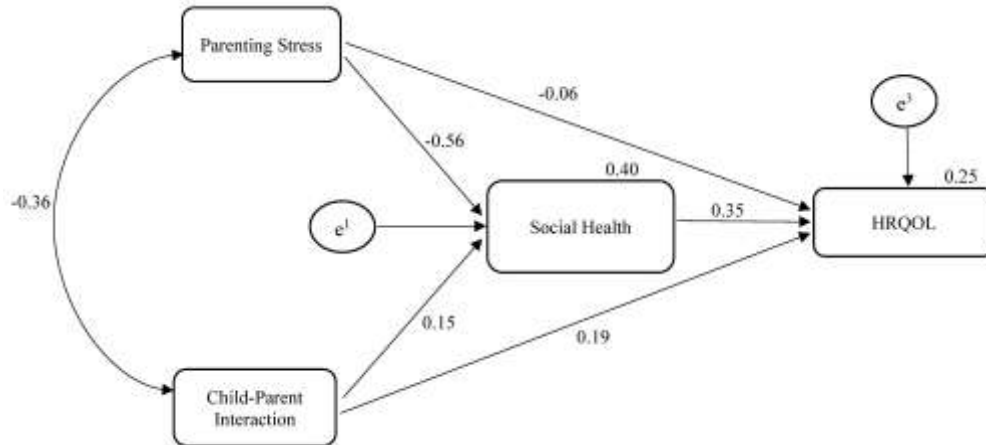 Parenting Stress
-0.06
e³
-0.56
0.40
0.25
-0.36
e¹
Social Health
0.35
HRQOL
0.15
0.19
Child-Parent
Interaction